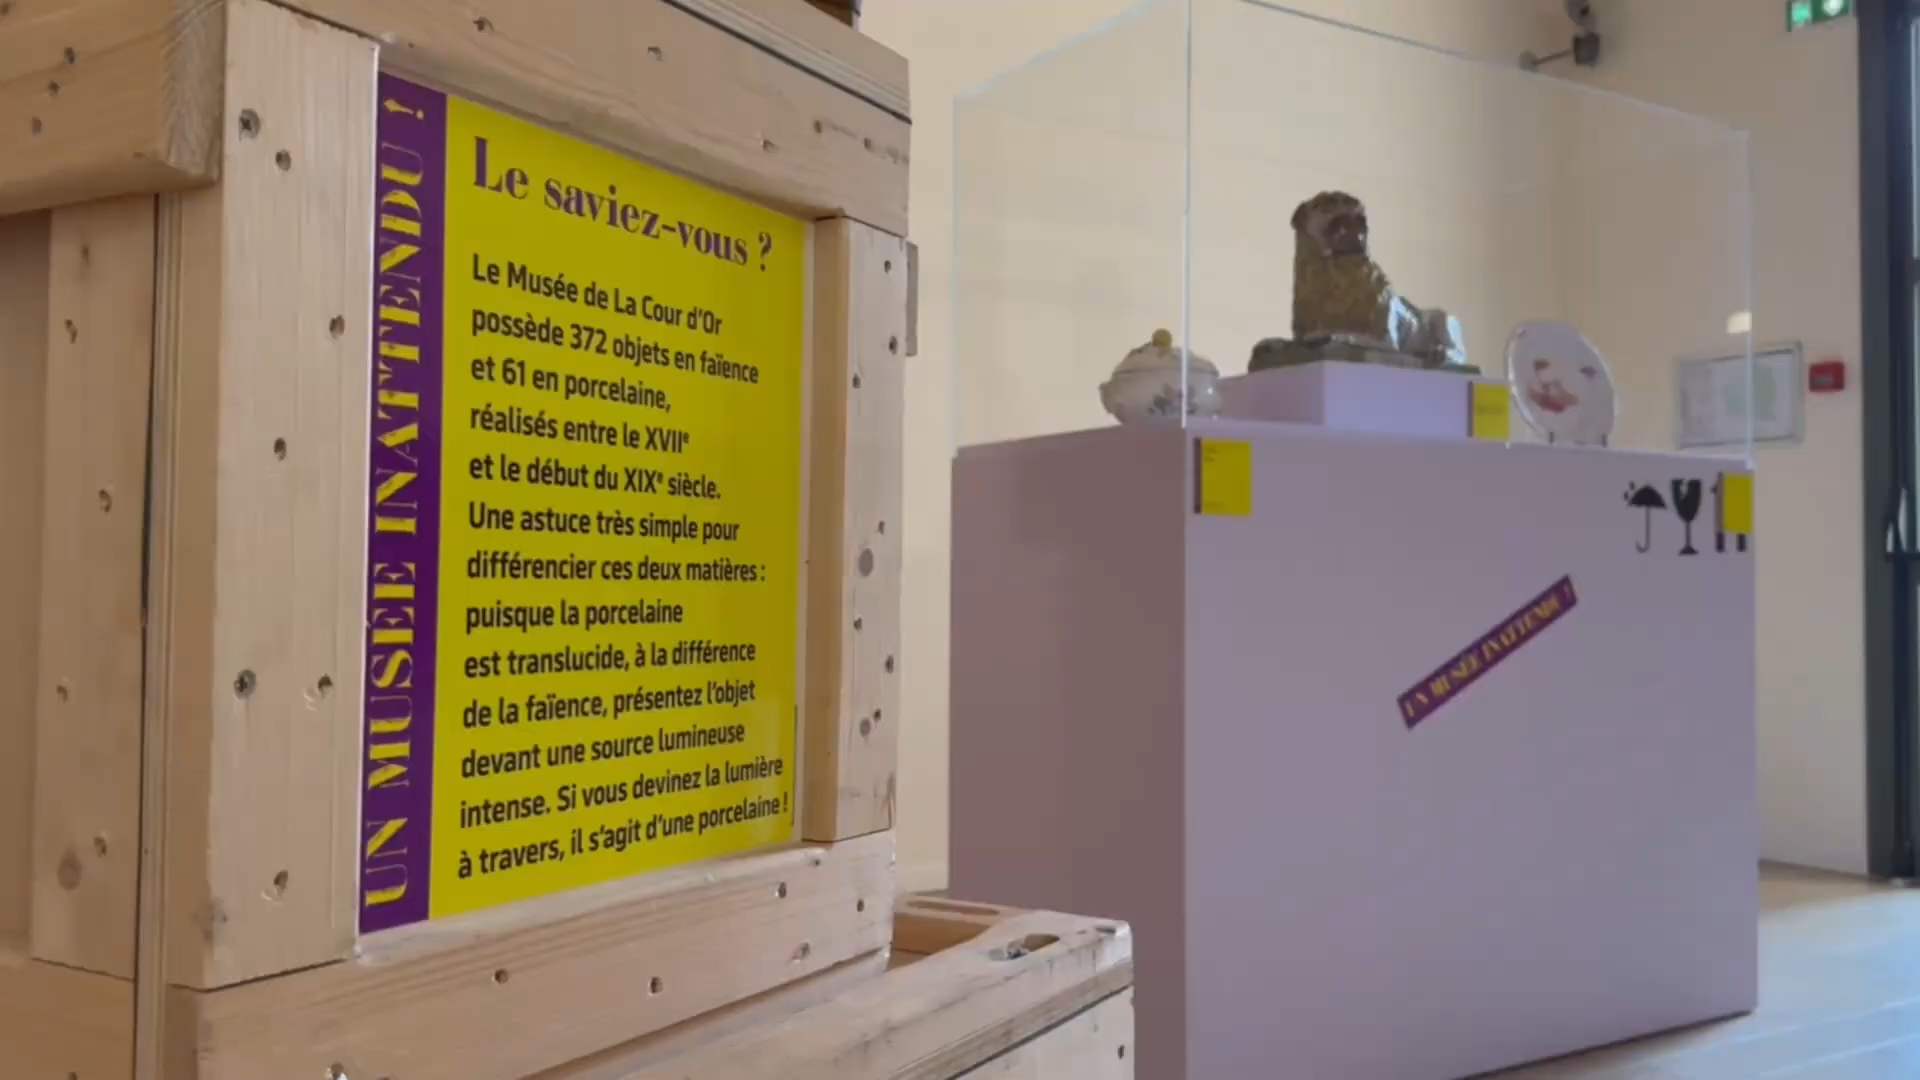 UN MUSÉE INATTENDU !
Le saviez-vous ?
Le Musée de La Cour d'Or
possède 372 objets en faïence
et 61 en porcelaine,
réalisés entre le XVIIᵉ
et le début du XIXᵉ siècle.
Une astuce très simple pour
différencier ces deux matières :
puisque la porcelaine
est translucide, à la différence
de la faïence, présentez l'objet
devant une source lumineuse
intense. Si vous devinez la lumière
à travers, il s'agit d'une porcelaine !
UN MUSÉE INATTENDU !